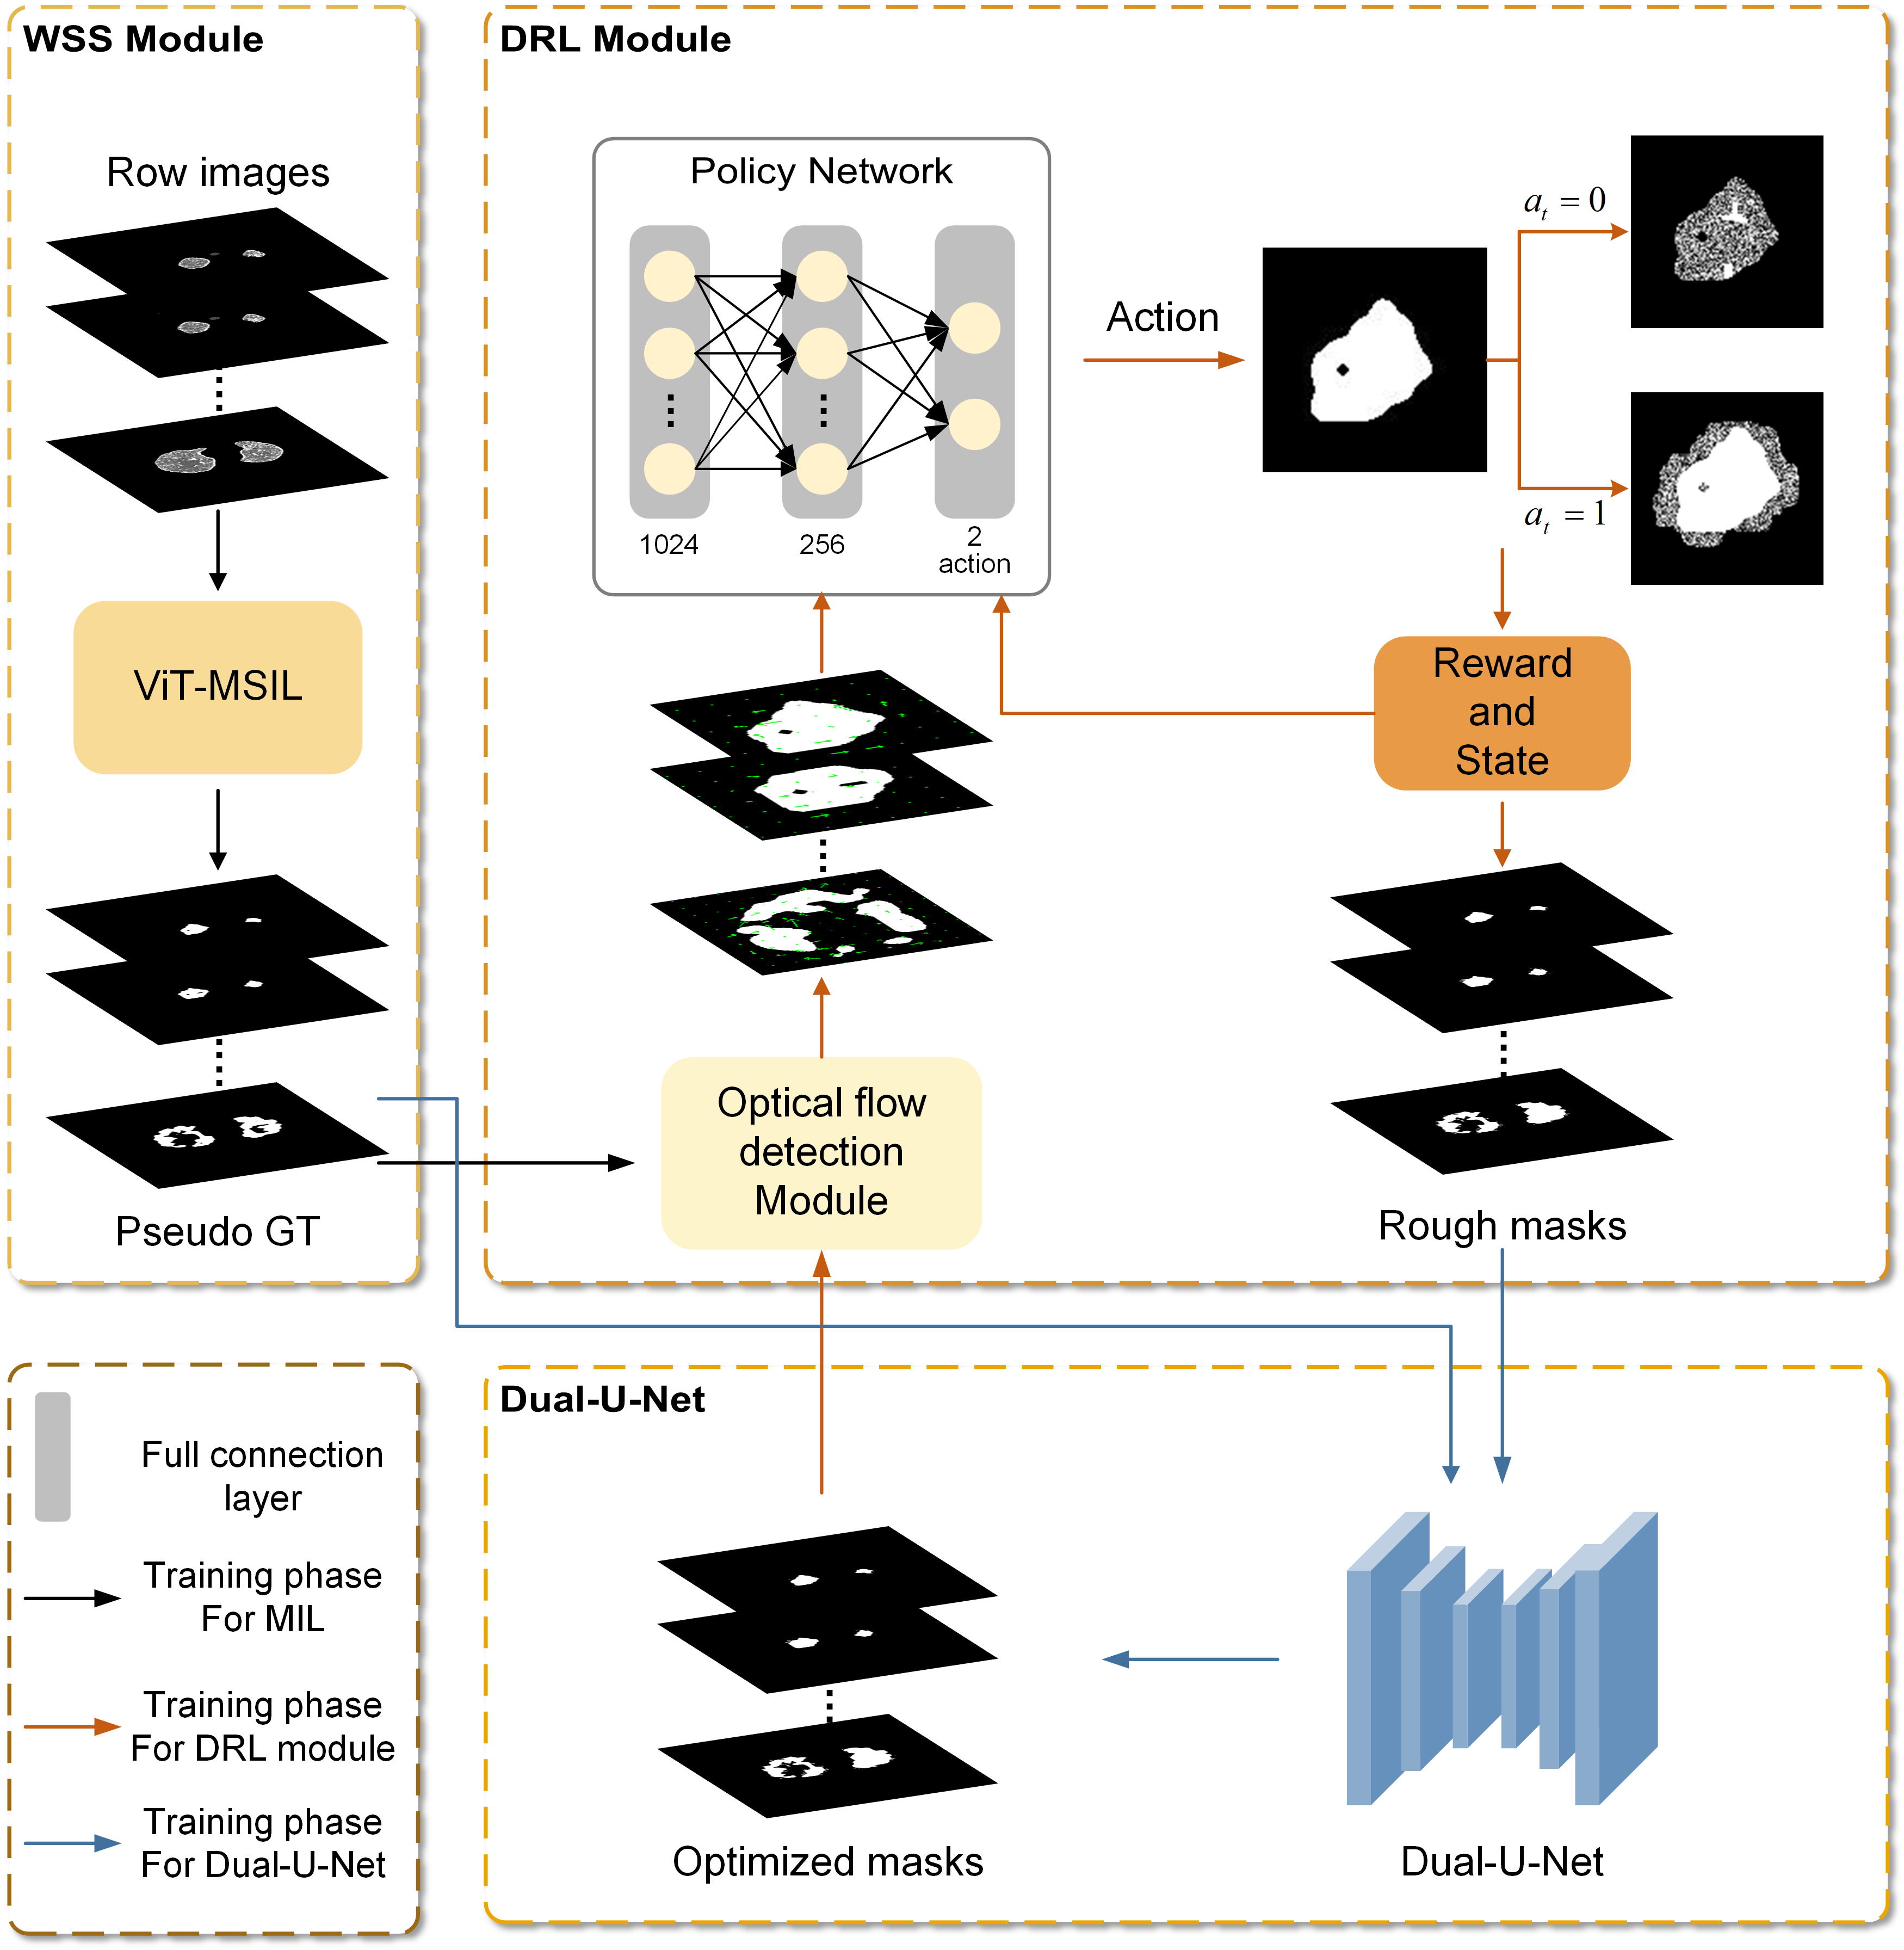 WSS Module
Row images
ViT-MSIL
Pseudo GT
DRL Module
Policy Network
1024
256
2
action
Action
a_t = 0
a_t = 1
Reward
and
State
Optical flow
detection
Module
Rough masks
Full connection
layer
Training phase
For MIL
Training phase
For DRL module
Training phase
For Dual-U-Net
Dual-U-Net
Optimized masks
Dual-U-Net